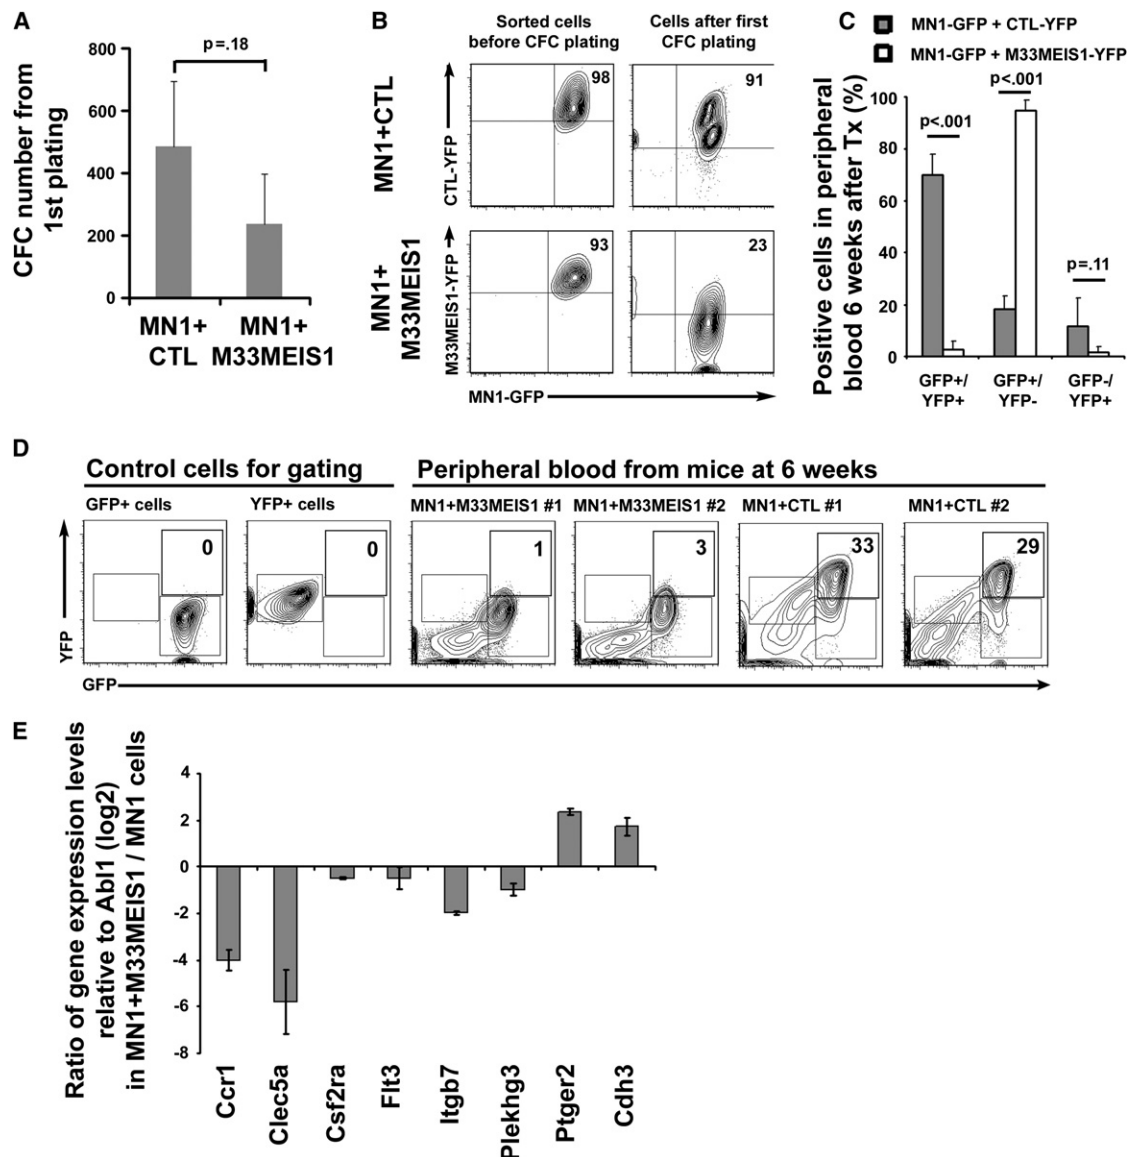 A
CFC number from
1st plating
800
600
400
200
0
p=.18
MN1+
CTL
MN1+
M33MEIS1
B
Sorted cells
before CFC plating
Cells after first
CFC plating
MN1+CTL
CTL-YFP
98
91
MN1+
M33MEIS1
M33MEIS1-YFP
93
23
MN1-GFP
C
MN1-GFP + CTL-YFP
MN1-GFP + M33MEIS1-YFP
Positive cells in peripheral
blood 6 weeks after Tx (%)
100
80
60
40
20
0
p<.001
p<.001
p=.11
GFP+/
YFP+
GFP+/
YFP-
GFP-/
YFP+
D
Control cells for gating
Peripheral blood from mice at 6 weeks
GFP+ cells
YFP+ cells
MN1+M33MEIS1 #1
MN1+M33MEIS1 #2
MN1+CTL #1
MN1+CTL #2
0
0
1
3
33
29
YFP
GFP
E
Ratio of gene expression levels
relative to Abl1 (log2)
in MN1+M33MEIS1 / MN1 cells
4
2
0
-2
-4
-6
-8
Ccr1
Clec5a
Csf2ra
Flt3
Itgb7
Plekhg3
Ptger2
Cdh3